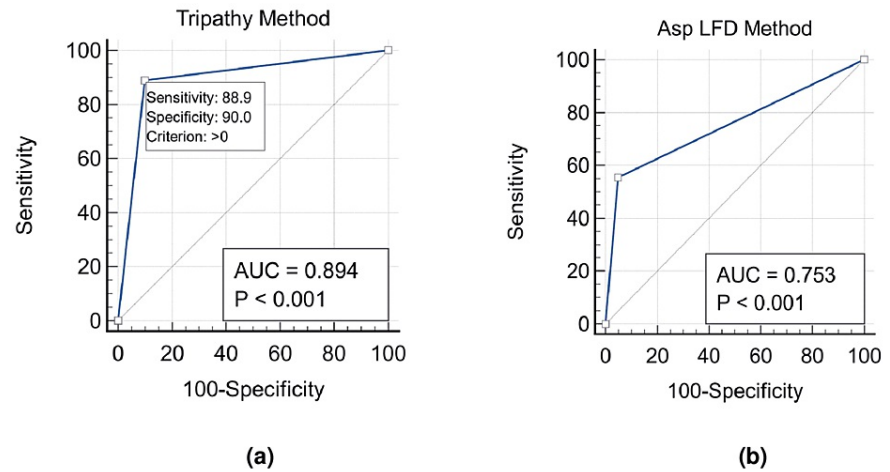 Tripathy Method
100
80
60
40
20
0
Sensitivity
Sensitivity: 88.9
Specificity: 90.0
Criterion: >0
AUC = 0.894
P < 0.001
0 20 40 60 80 100
100-Specificity
(a)
Asp LFD Method
100
80
60
40
20
0
Sensitivity
AUC = 0.753
P < 0.001
0 20 40 60 80 100
100-Specificity
(b)